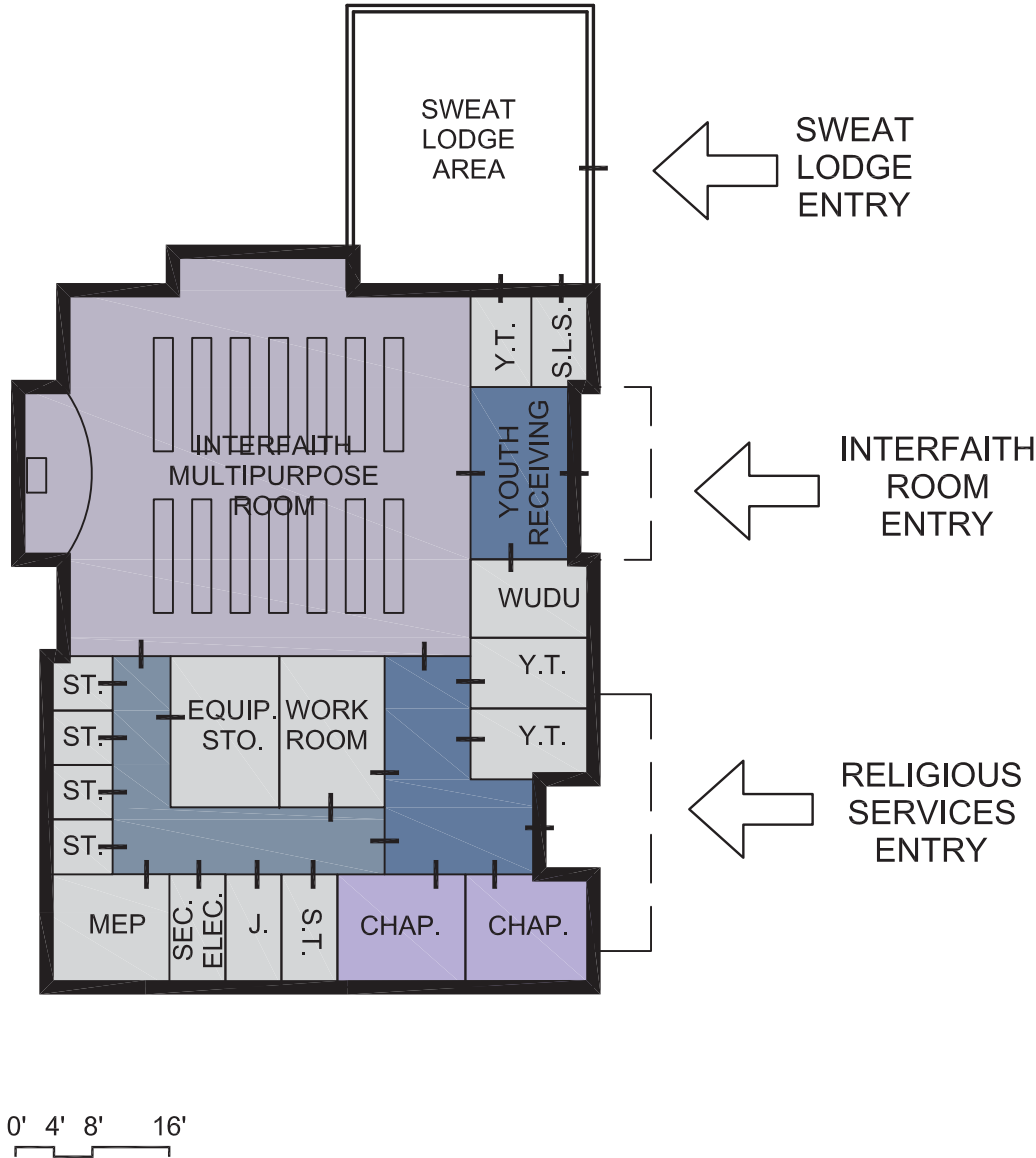 SWEAT
LODGE
AREA
SWEAT
LODGE
ENTRY
Y.T.
S.L.S.
INTERFAITH
MULTIPURPOSE
ROOM
YOUTH
RECEIVING
INTERFAITH
ROOM
ENTRY
WUDU
Y.T.
Y.T.
ST.
ST.
ST.
ST.
EQUIP.
STO.
WORK
ROOM
RELIGIOUS
SERVICES
ENTRY
MEP
SEC.
ELEC.
J.
S.T.
CHAP.
CHAP.
0' 4' 8' 16'